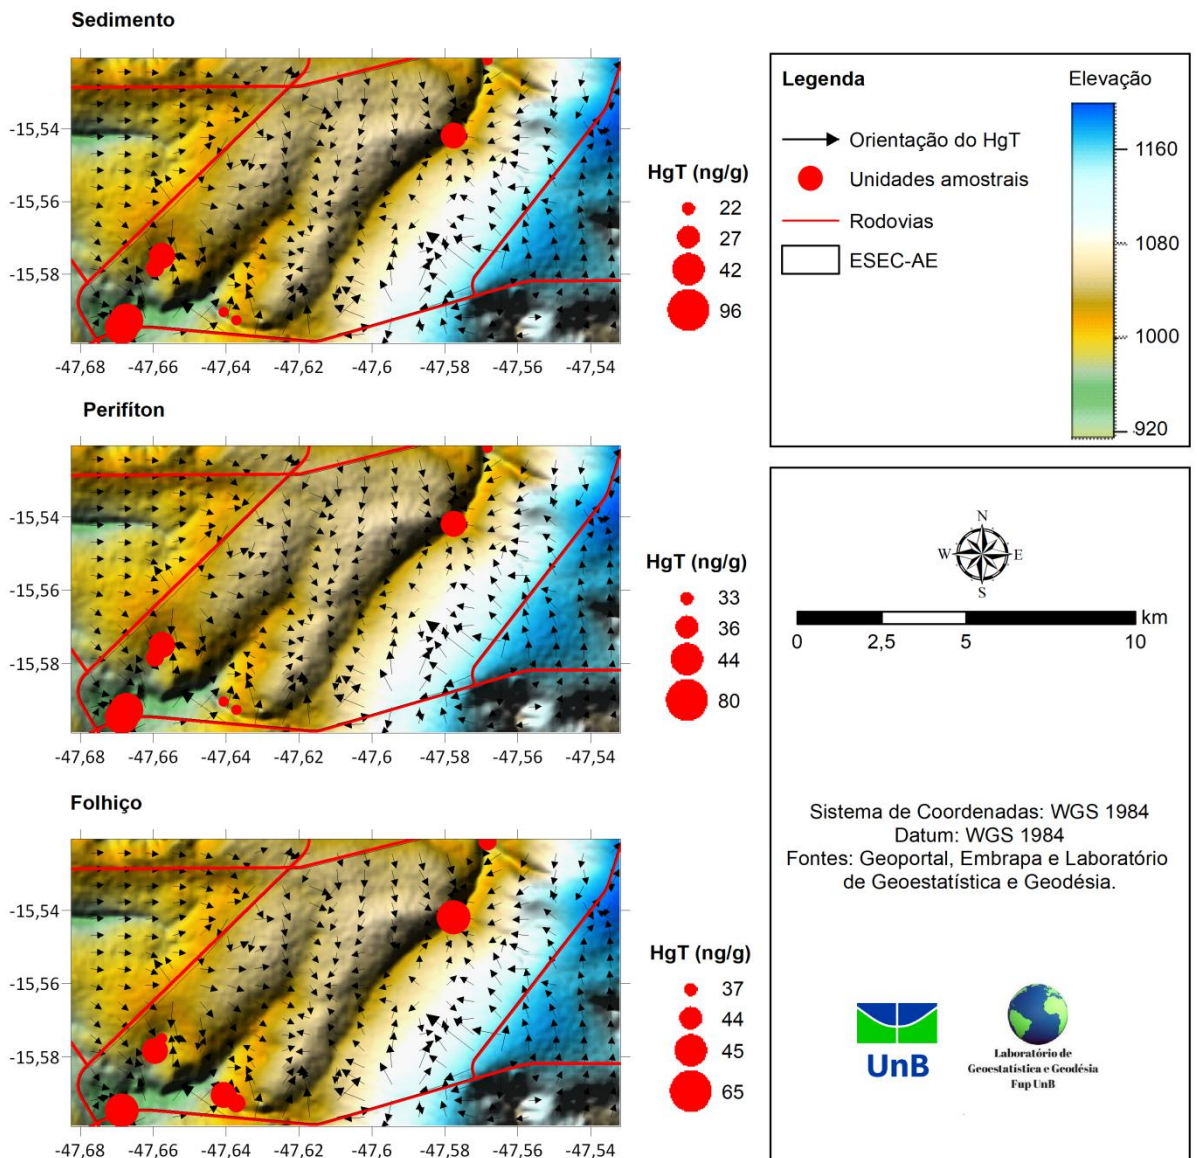 Sedimento
-15,54
-15,56
-15,58
-47,68 -47,66 -47,64 -47,62 -47,6 -47,58 -47,56 -47,54
HgT (ng/g)
22
27
42
96
Perifíton
-15,54
-15,56
-15,58
-47,68 -47,66 -47,64 -47,62 -47,6 -47,58 -47,56 -47,54
HgT (ng/g)
33
36
44
80
Folhiço
-15,54
-15,56
-15,58
-47,68 -47,66 -47,64 -47,62 -47,6 -47,58 -47,56 -47,54
HgT (ng/g)
37
44
45
65
Legenda
Orientação do HgT
Unidades amostrais
Rodovias
ESEC-AE
Elevação
1160
1080
1000
920
N
W E
S
0 2,5 5 10 km
Sistema de Coordenadas: WGS 1984
Datum: WGS 1984
Fontes: Geoportal, Embrapa e Laboratório
de Geoestatística e Geodésia.
UnB
Laboratório de
Geoestatística e Geodésia
Fup UnB